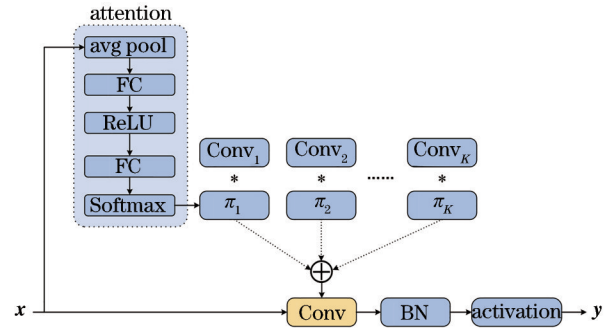 attention
avg pool
FC
ReLU
FC
Softmax
Conv1 Conv2 ...... ConvK
* * *
π1 π2 πK
x Conv BN activation y